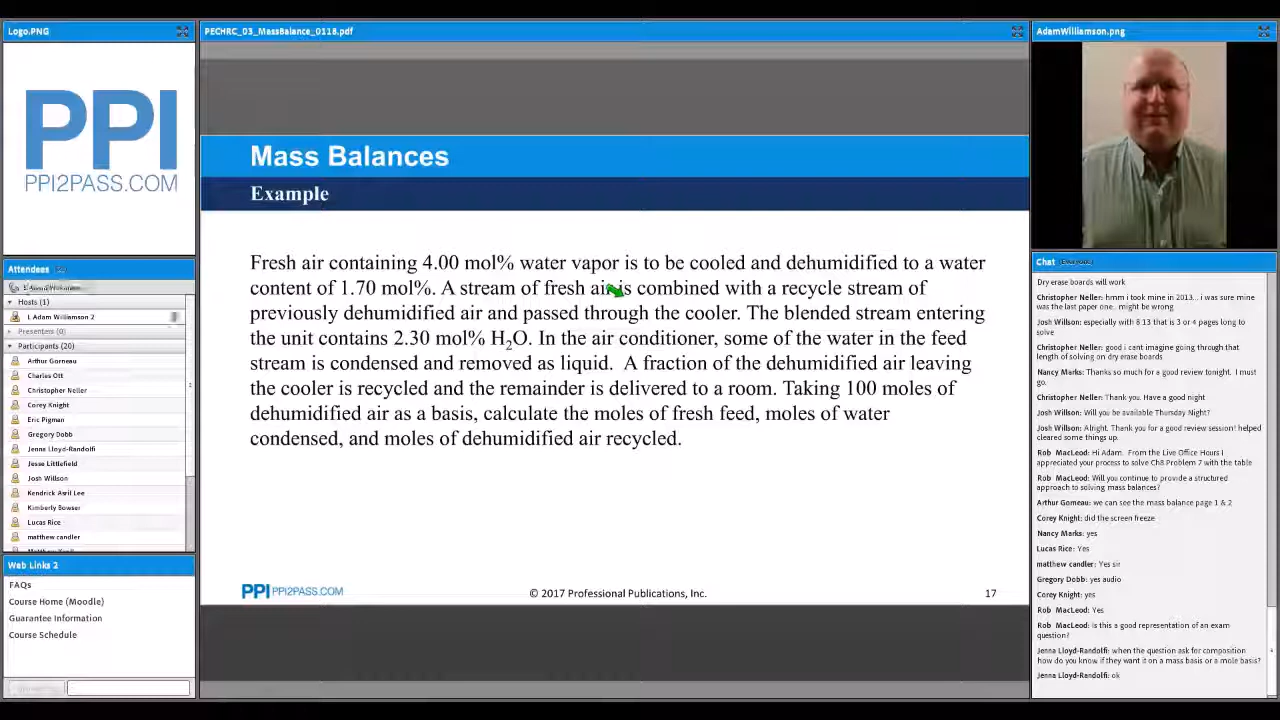 Logo.PNG
PPI
PPI2PASS.COM
Attendees
Hosts (1)
L Adam Williamson 2
Presenters (0)
Participants (20)
Arthur Gorneau
Charles Ott
Christopher Neller
Corey Knight
Eric Pigman
Gregory Dobb
Jenna Lloyd-Randolfi
Jesse Littlefield
Josh Willson
Kendrick Asril Lee
Kimberly Bowser
Lucas Rice
matthew candler
Web Links 2
FAQs
Course Home (Moodle)
Guarantee Information
Course Schedule
PECHRC_03_MassBalance_0118.pdf
Mass Balances
Example
Fresh air containing 4.00 mol% water vapor is to be cooled and dehumidified to a water
content of 1.70 mol%. A stream of fresh air is combined with a recycle stream of
previously dehumidified air and passed through the cooler. The blended stream entering
the unit contains 2.30 mol% H₂O. In the air conditioner, some of the water in the feed
stream is condensed and removed as liquid. A fraction of the dehumidified air leaving
the cooler is recycled and the remainder is delivered to a room. Taking 100 moles of
dehumidified air as a basis, calculate the moles of fresh feed, moles of water
condensed, and moles of dehumidified air recycled.
PPI PPI2PASS.COM
© 2017 Professional Publications, Inc.
17
AdamWilliamson.png
Chat (Everyone)
Dry erase boards will work
Christopher Neller: hmm i took mine in 2013... i was sure mine
was the last paper one.. might be wrong
Josh Willson: especially with 8 13 that is 3 or 4 pages long to
solve
Christopher Neller: good i cant imagine going through that
length of solving on dry erase boards
Nancy Marks: Thanks so much for a good review tonight. I must
go.
Christopher Neller: Thank you. Have a good night
Josh Willson: Will you be available Thursday Night?
Josh Willson: Alright. Thank you for a good review session! helped
cleared some things up.
Rob MacLeod: Hi Adam. From the Live Office Hours I
appreciated your process to solve Ch8 Problem 7 with the table
Rob MacLeod: Will you continue to provide a structured
approach to solving mass balances?
Arthur Gorneau: we can see the mass balance page 1 & 2
Corey Knight: did the screen freeze
Nancy Marks: yes
Lucas Rice: Yes
matthew candler: Yes sir
Gregory Dobb: yes audio
Corey Knight: yes
Rob MacLeod: Yes
Rob MacLeod: Is this a good representation of an exam
question?
Jenna Lloyd-Randolfi: when the question ask for composition
how do you know if they want it on a mass basis or a mole basis?
Jenna Lloyd-Randolfi: ok